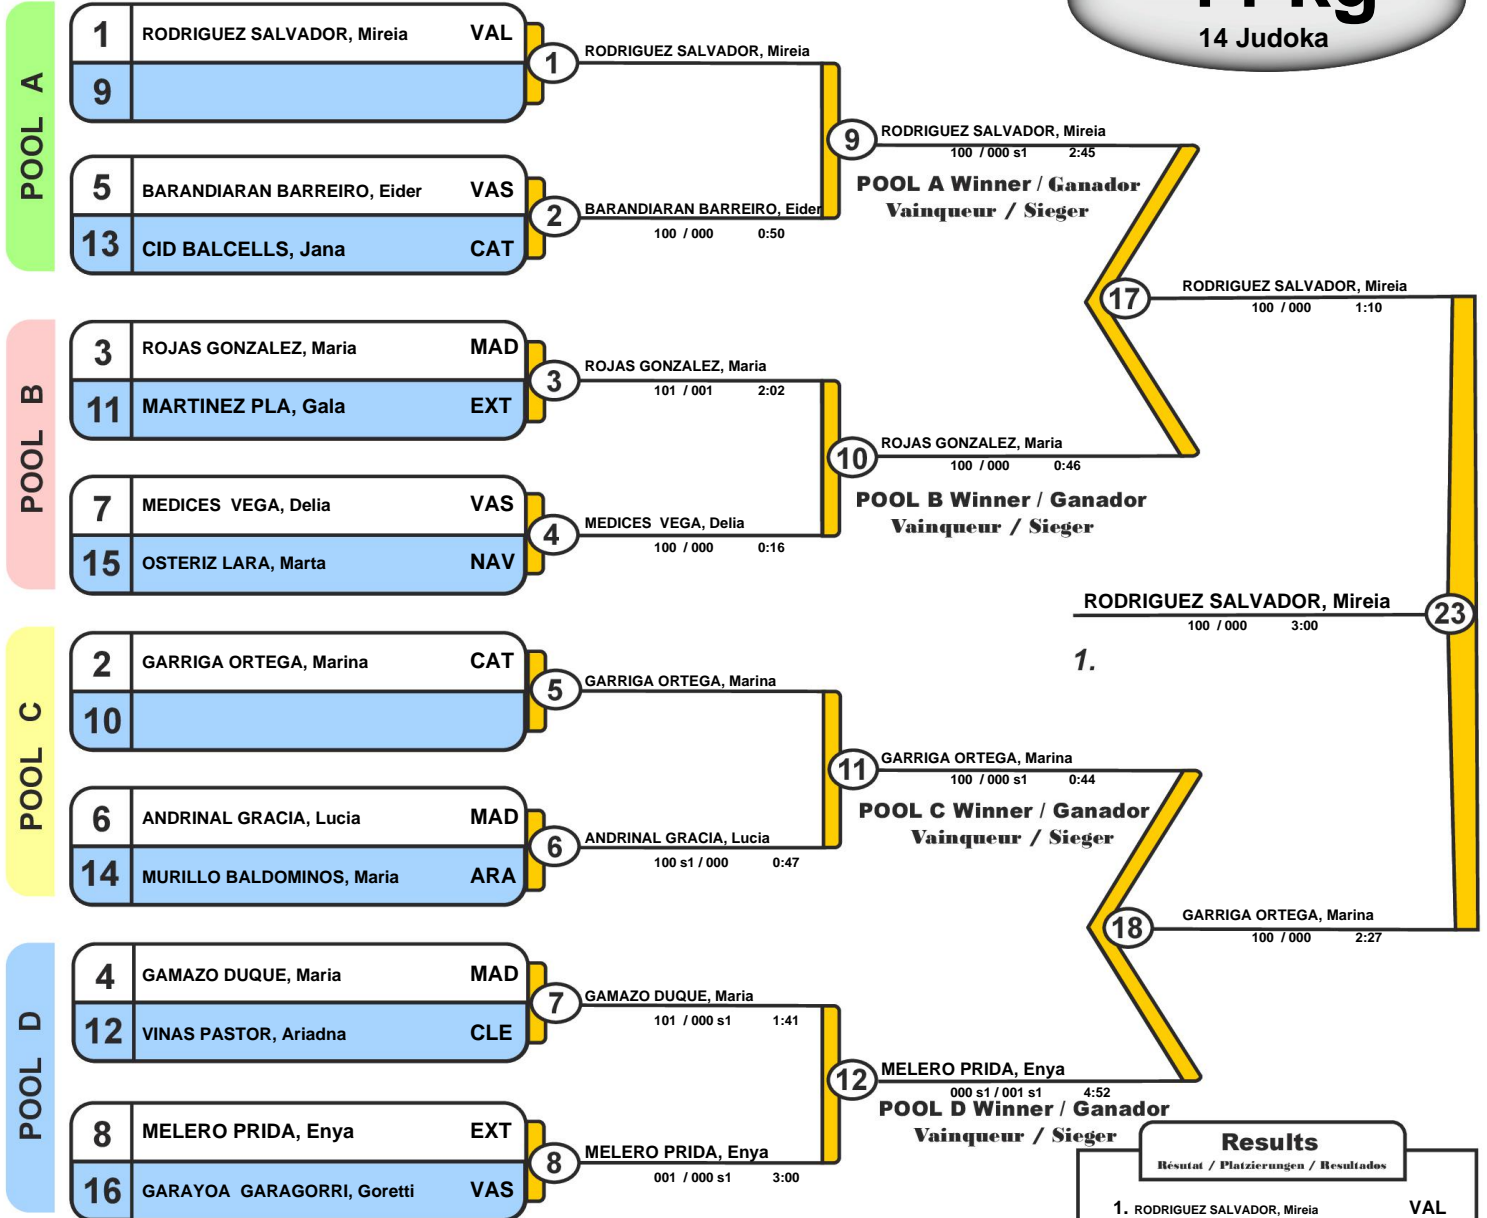 14 Judoka
POOL A
1 RODRIGUEZ SALVADOR, Mireia VAL
9
5 BARANDIARAN BARREIRO, Eider VAS
13 CID BALCELLS, Jana CAT
POOL B
3 ROJAS GONZALEZ, Maria MAD
11 MARTINEZ PLA, Gala EXT
7 MEDICES VEGA, Delia VAS
15 OSTERIZ LARA, Marta NAV
POOL C
2 GARRIGA ORTEGA, Marina CAT
10
6 ANDRINAL GRACIA, Lucia MAD
14 MURILLO BALDOMINOS, Maria ARA
POOL D
4 GAMAZO DUQUE, Maria MAD
12 VINAS PASTOR, Ariadna CLE
8 MELERO PRIDA, Enya EXT
16 GARAYOA GARAGORRI, Goretti VAS
1 RODRIGUEZ SALVADOR, Mireia
2 BARANDIARAN BARREIRO, Eider
100 / 000 0:50
3 ROJAS GONZALEZ, Maria
101 / 001 2:02
4 MEDICES VEGA, Delia
100 / 000 0:16
5 GARRIGA ORTEGA, Marina
6 ANDRINAL GRACIA, Lucia
100 s1 / 000 0:47
7 GAMAZO DUQUE, Maria
101 / 000 s1 1:41
8 MELERO PRIDA, Enya
001 / 000 s1 3:00
9 RODRIGUEZ SALVADOR, Mireia
100 / 000 s1 2:45
POOL A Winner / Ganador
Vainqueur / Sieger
10 ROJAS GONZALEZ, Maria
100 / 000 0:46
POOL B Winner / Ganador
Vainqueur / Sieger
11 GARRIGA ORTEGA, Marina
100 / 000 s1 0:44
POOL C Winner / Ganador
Vainqueur / Sieger
12 MELERO PRIDA, Enya
000 s1 / 001 s1 4:52
POOL D Winner / Ganador
Vainqueur / Sieger
17 RODRIGUEZ SALVADOR, Mireia
100 / 000 1:10
18 GARRIGA ORTEGA, Marina
100 / 000 2:27
RODRIGUEZ SALVADOR, Mireia 23
100 / 000 3:00
1.
Results
Résutat / Platzierungen / Resultados
1. RODRIGUEZ SALVADOR, Mireia VAL